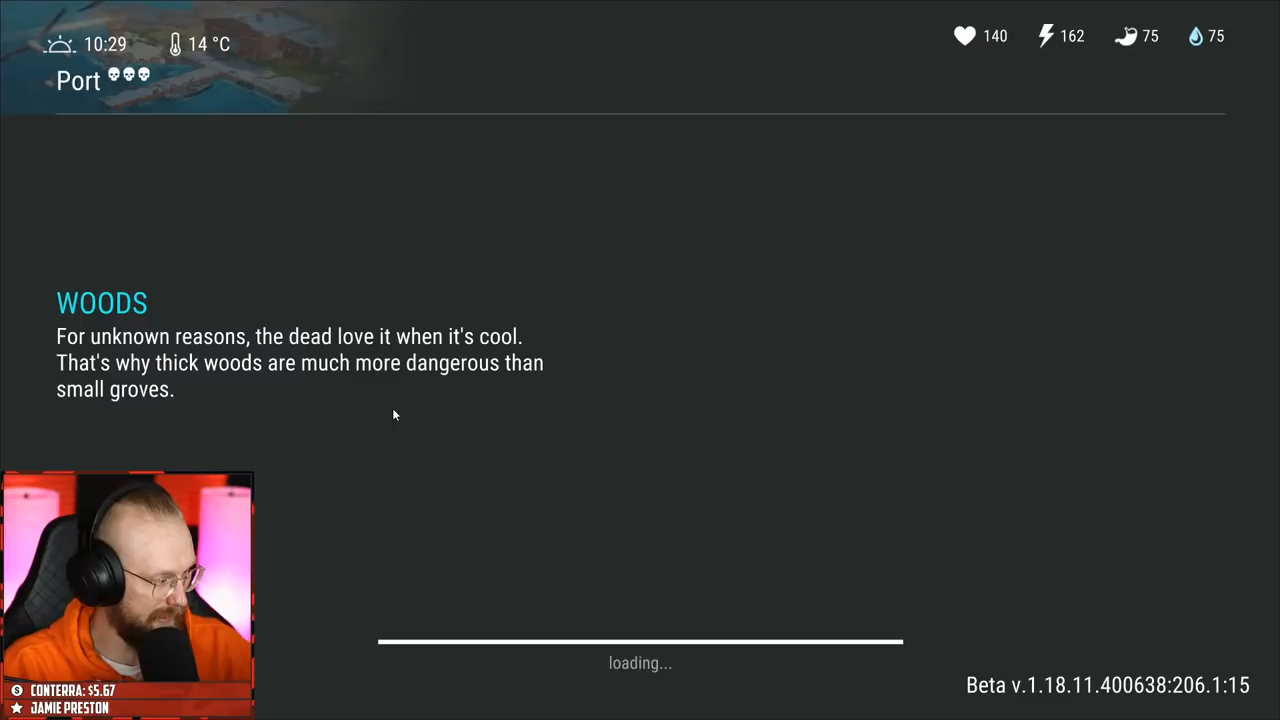 10:29 14 °C
140 162 75 75
Port
WOODS
For unknown reasons, the dead love it when it's cool.
That's why thick woods are much more dangerous than
small groves.
loading...
Beta v.1.18.11.400638:206.1:15
CONTERRA: $5.67
JAMIE PRESTON